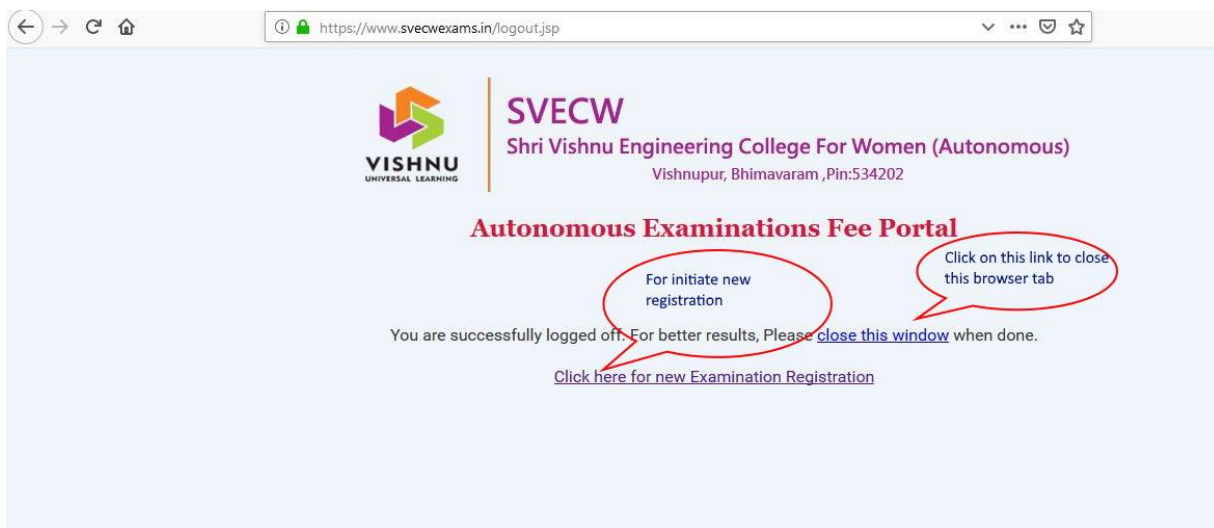 https://www.svecwexams.in/logout.jsp
VISHNU
UNIVERSAL LEARNING
SVECW
Shri Vishnu Engineering College For Women (Autonomous)
Vishnupur, Bhimavaram ,Pin:534202
Autonomous Examinations Fee Portal
For initiate new
registration
Click on this link to close
this browser tab
You are successfully logged off. For better results, Please close this window when done.
Click here for new Examination Registration